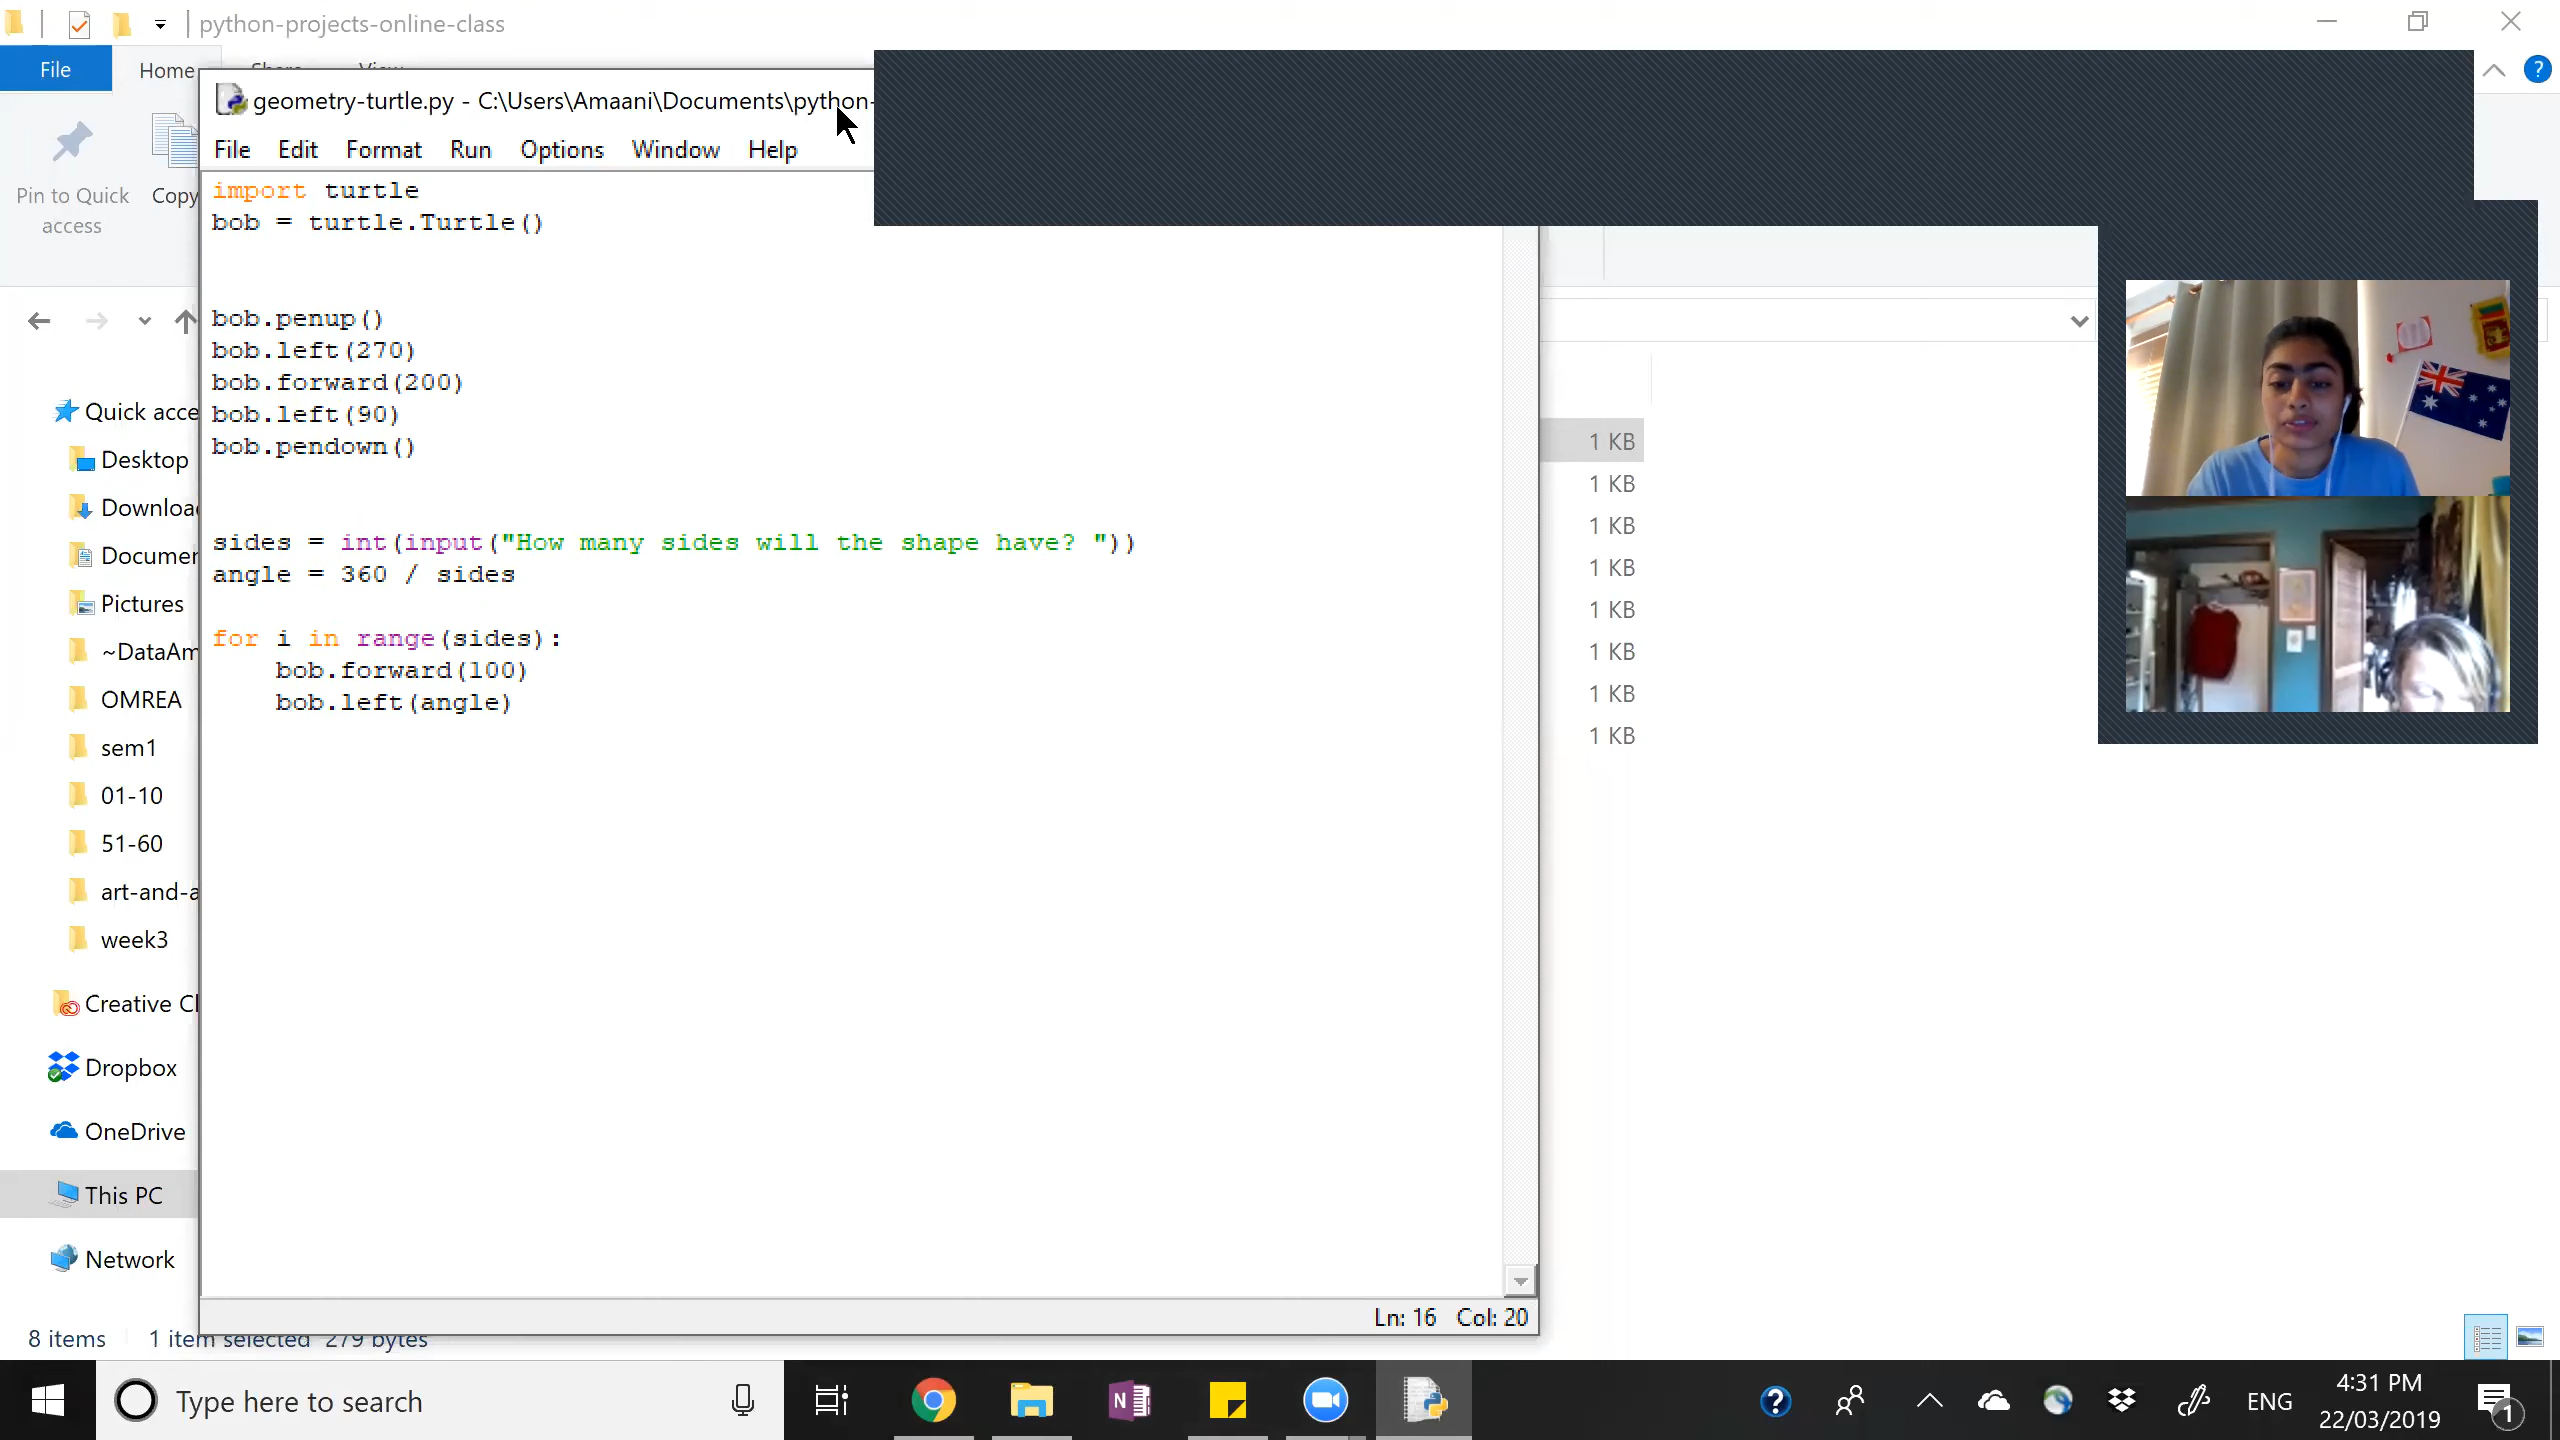 python-projects-online-class
File
Home
Share
View
geometry-turtle.py - C:\Users\Amaani\Documents\python-
File Edit Format Run Options Window Help
Pin to Quick
access
Copy
import turtle
bob = turtle.Turtle()
bob.penup()
bob.left(270)
bob.forward(200)
bob.left(90)
bob.pendown()
sides = int(input("How many sides will the shape have? "))
angle = 360 / sides
for i in range(sides):
bob.forward(100)
bob.left(angle)
Quick acce
Desktop
Downloa
Documen
Pictures
~DataAm
OMREA
sem1
01-10
51-60
art-and-a
week3
Creative Cl
Dropbox
OneDrive
This PC
Network
1 KB
1 KB
1 KB
1 KB
1 KB
1 KB
1 KB
1 KB
Ln: 16 Col: 20
8 items
1 item selected 279 bytes
Type here to search
ENG
4:31 PM
22/03/2019
1